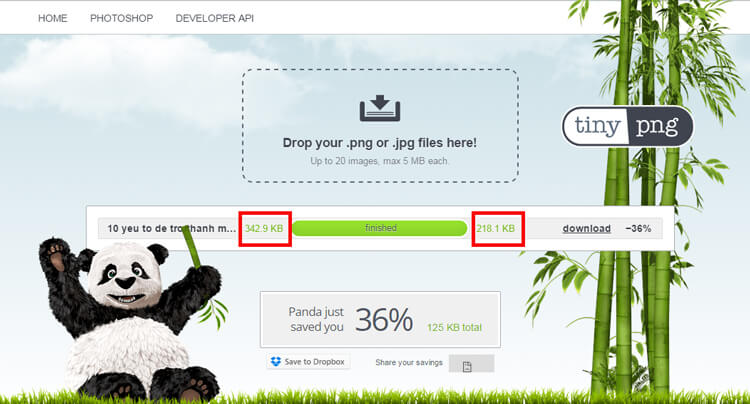 HOME PHOTOSHOP DEVELOPER API
tiny png
Drop your .png or .jpg files here!
Up to 20 images, max 5 MB each.
10 yeu to de tro thanh m... 342.9 KB finished 218.1 KB download −36%
Panda just
saved you
36%
125 KB total
Save to Dropbox
Share your savings